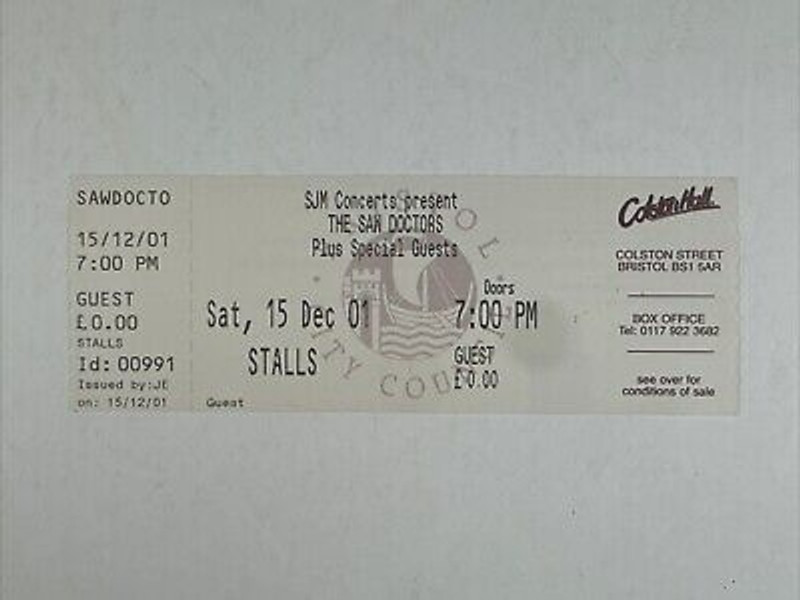 SAWDOCTO
15/12/01
7:00 PM
GUEST
£0.00
STALLS
Id: 00991
Issued by:JE
on: 15/12/01
SJM Concerts present
THE SAW DOCTORS
Plus Special Guests
Doors
Sat, 15 Dec 01 7:00 PM
STALLS
GUEST
£0.00
Guest
Colston Hall
COLSTON STREET
BRISTOL BS1 5AR
BOX OFFICE
Tel: 0117 922 3682
see over for
conditions of sale